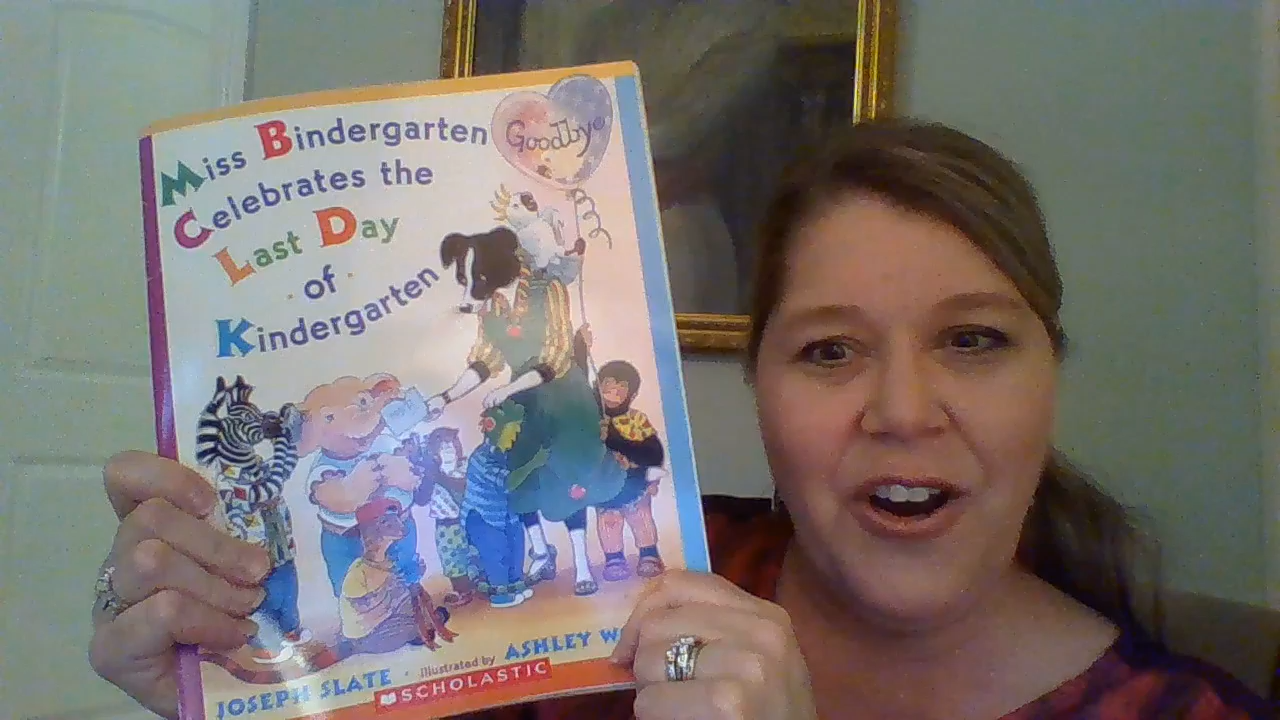 Miss Bindergarten
Celebrates the
Last Day
of
Kindergarten
Goodbye
JOSEPH SLATE · illustrated by ASHLEY
SCHOLASTIC